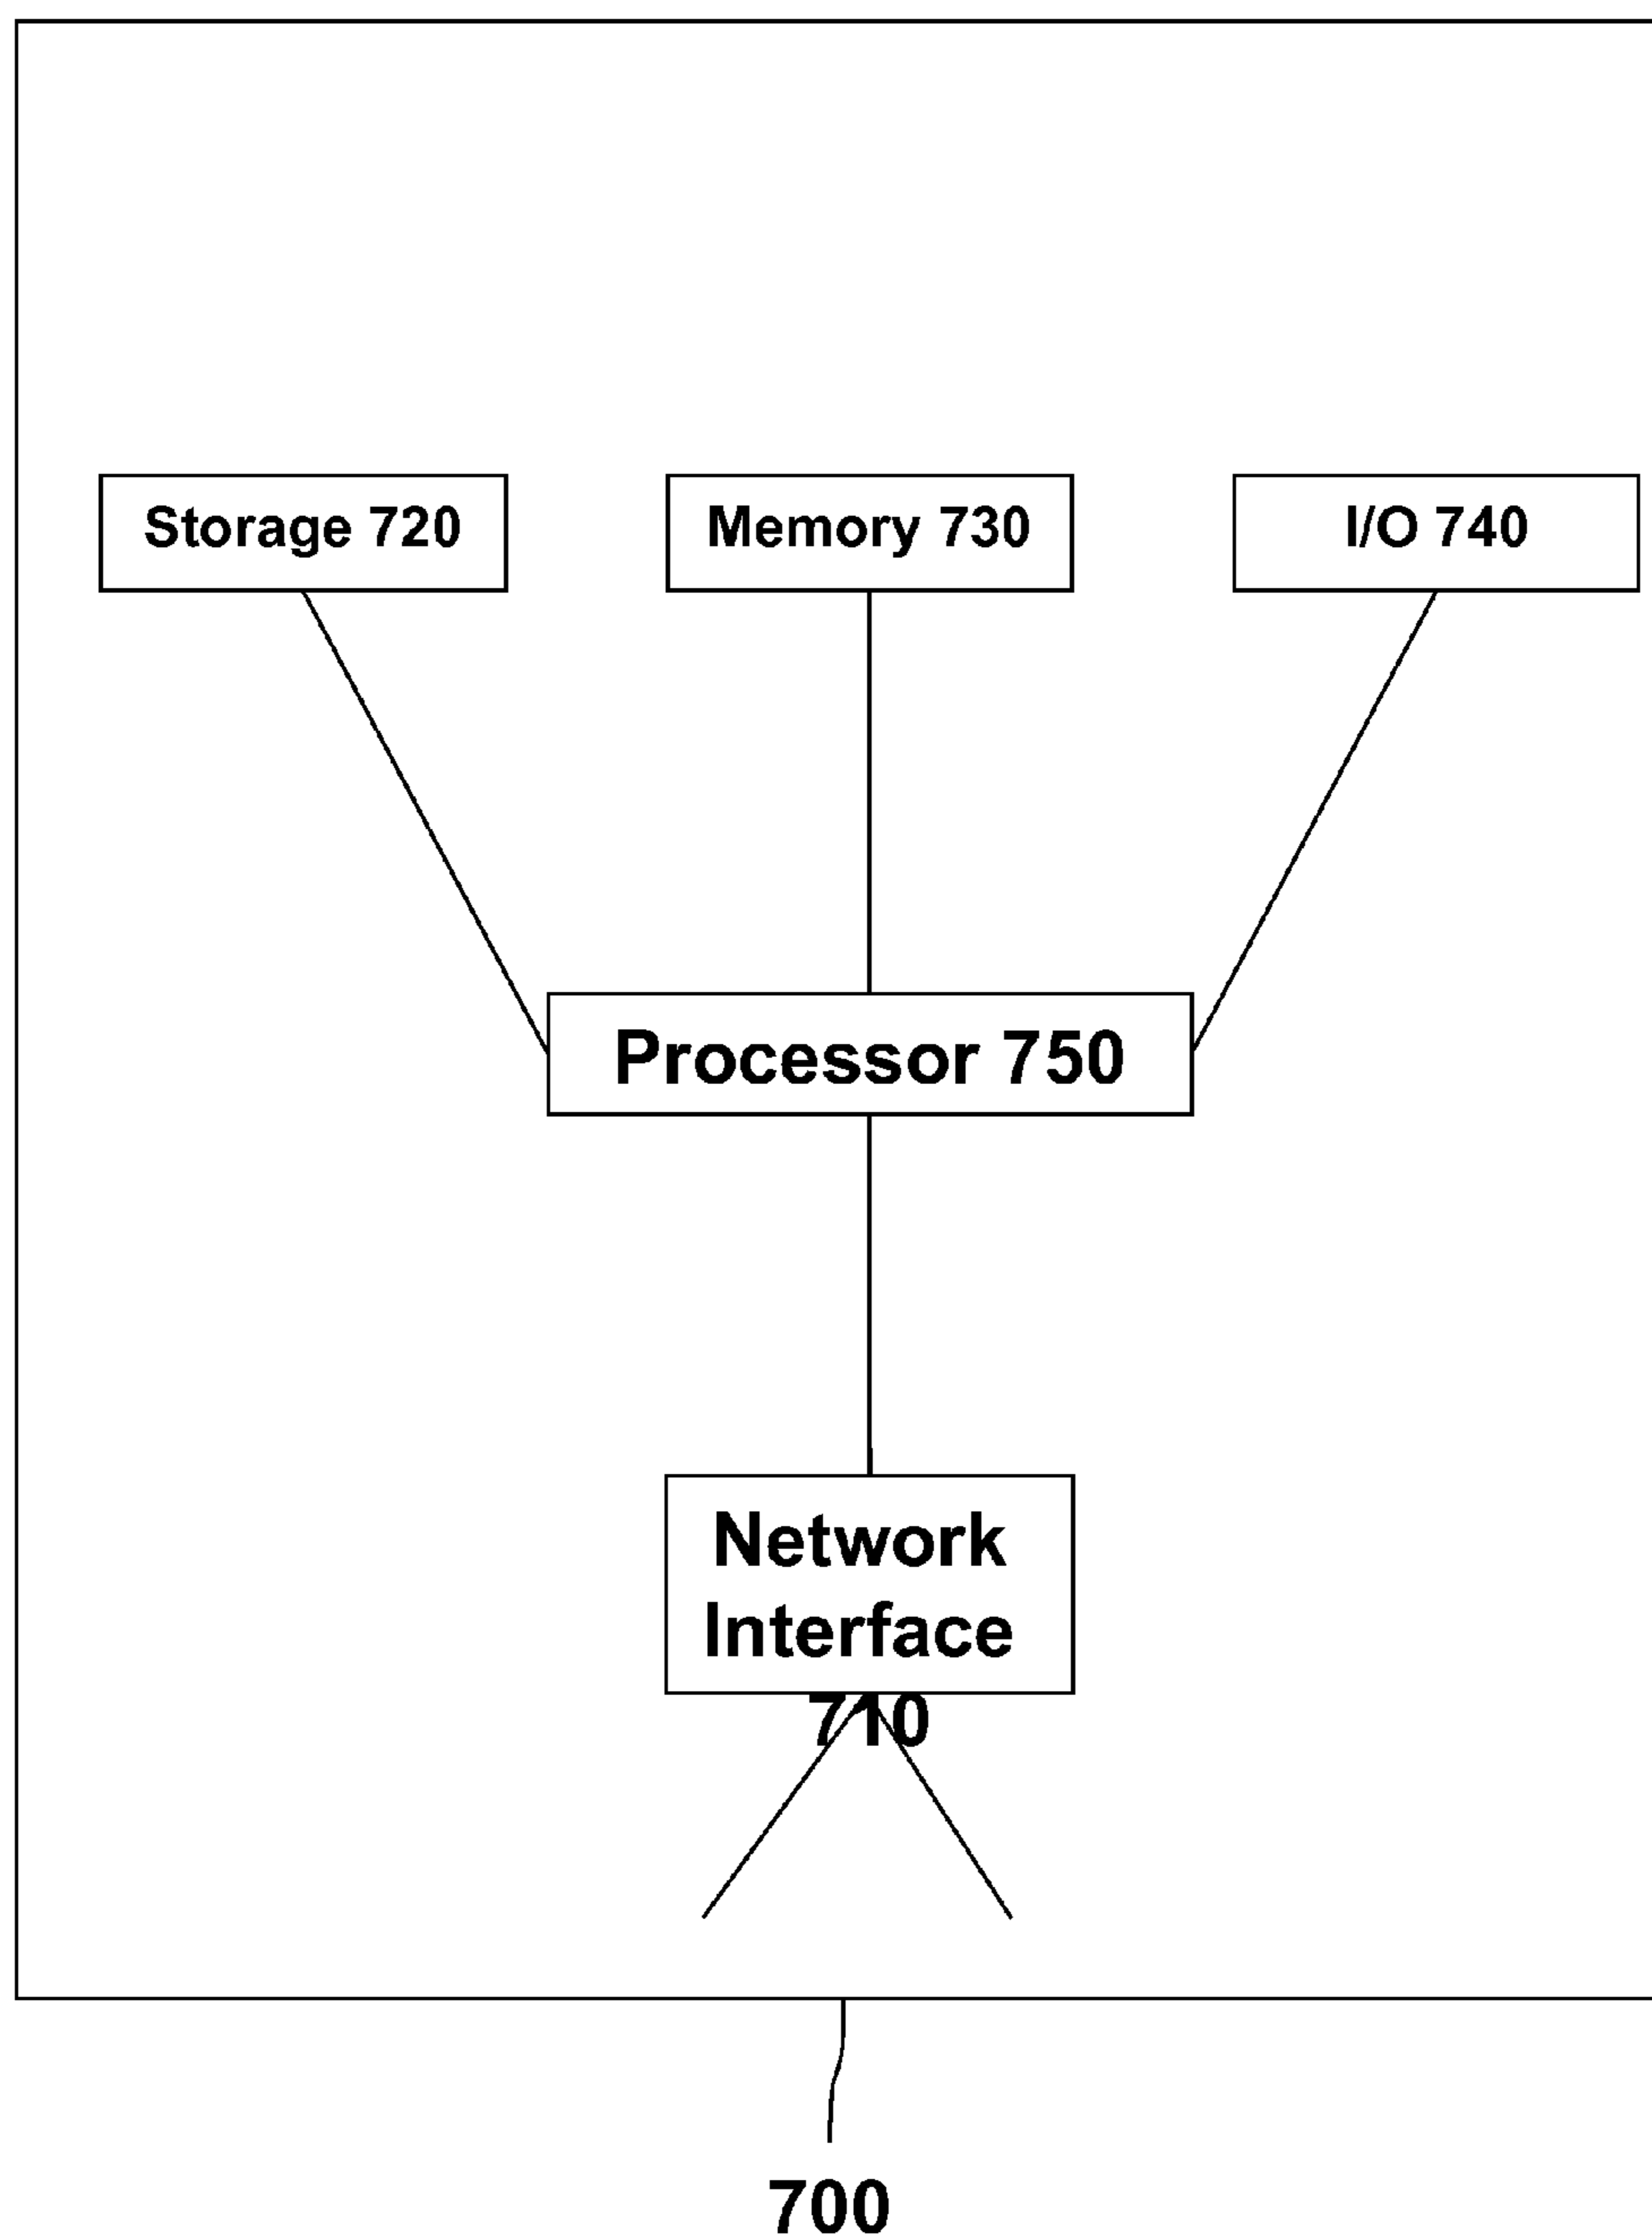 Storage 720
Memory 730
I/O 740
Processor 750
Network
Interface
710
700